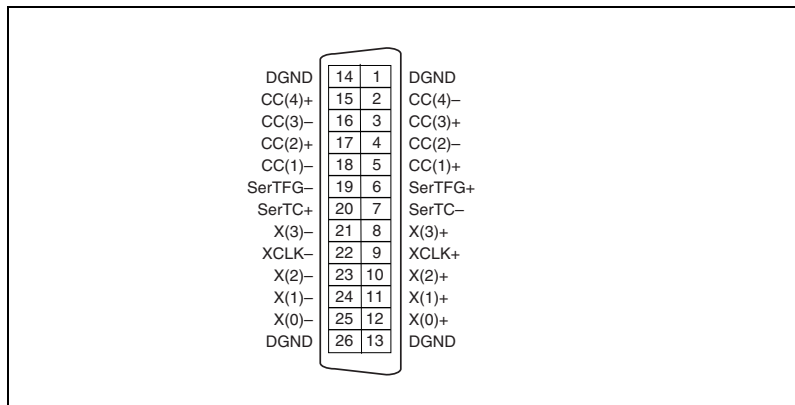 DGND 14 1 DGND
CC(4)+ 15 2 CC(4)–
CC(3)– 16 3 CC(3)+
CC(2)+ 17 4 CC(2)–
CC(1)– 18 5 CC(1)+
SerTFG– 19 6 SerTFG+
SerTC+ 20 7 SerTC–
X(3)– 21 8 X(3)+
XCLK– 22 9 XCLK+
X(2)– 23 10 X(2)+
X(1)– 24 11 X(1)+
X(0)– 25 12 X(0)+
DGND 26 13 DGND